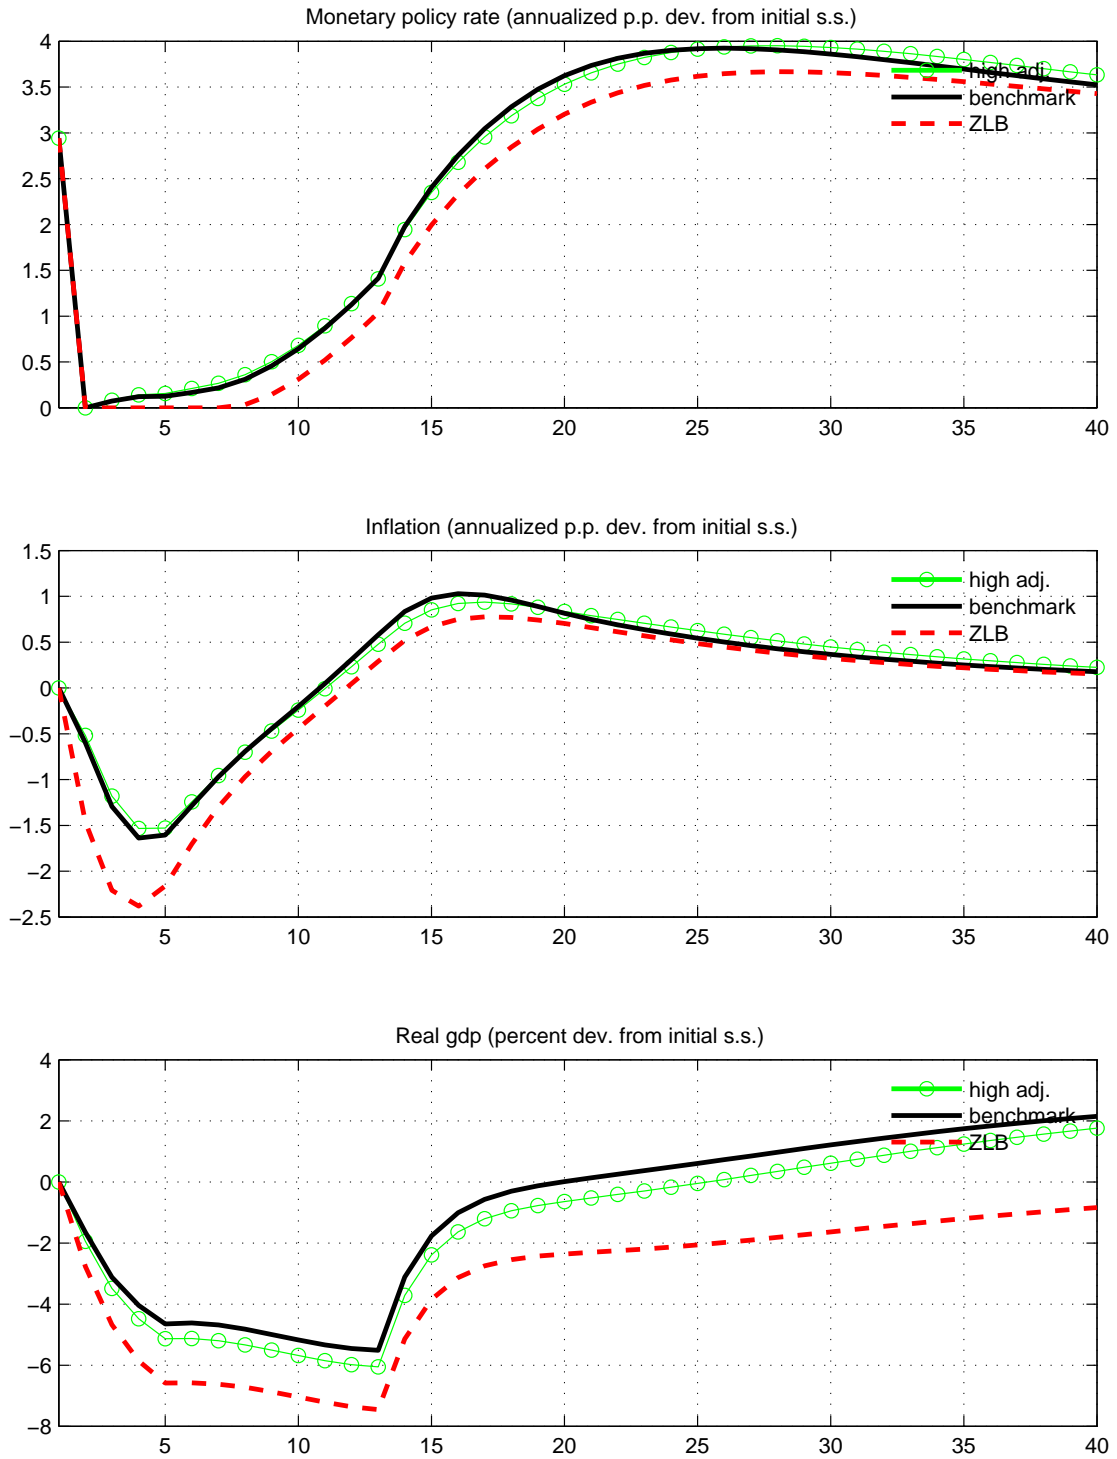 Monetary policy rate (annualized p.p. dev. from initial s.s.)
4
3.5
3
2.5
2
1.5
1
0.5
0
high adj.
benchmark
ZLB
5 10 15 20 25 30 35 40
Inflation (annualized p.p. dev. from initial s.s.)
1.5
1
0.5
0
−0.5
−1
−1.5
−2
−2.5
high adj.
benchmark
ZLB
5 10 15 20 25 30 35 40
Real gdp (percent dev. from initial s.s.)
4
2
0
−2
−4
−6
−8
high adj.
benchmark
ZLB
5 10 15 20 25 30 35 40